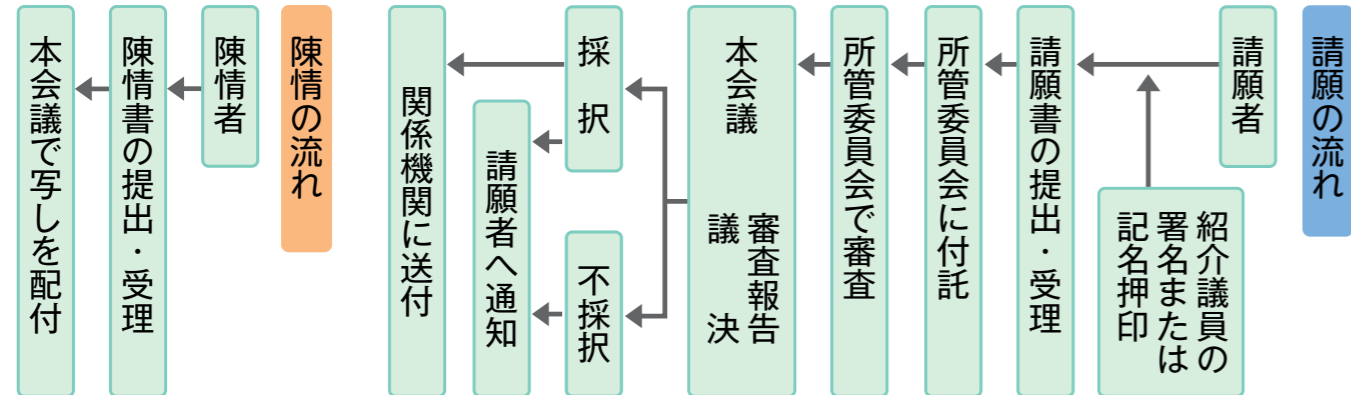 請願の流れ
請願者
紹介議員の
署名または
記名押印
請願書の提出・受理
所管委員会に付託
所管委員会で審査
本会議
審査報告
議決
採択
不採択
請願者へ通知
関係機関に送付
陳情の流れ
陳情者
陳情書の提出・受理
本会議で写しを配付